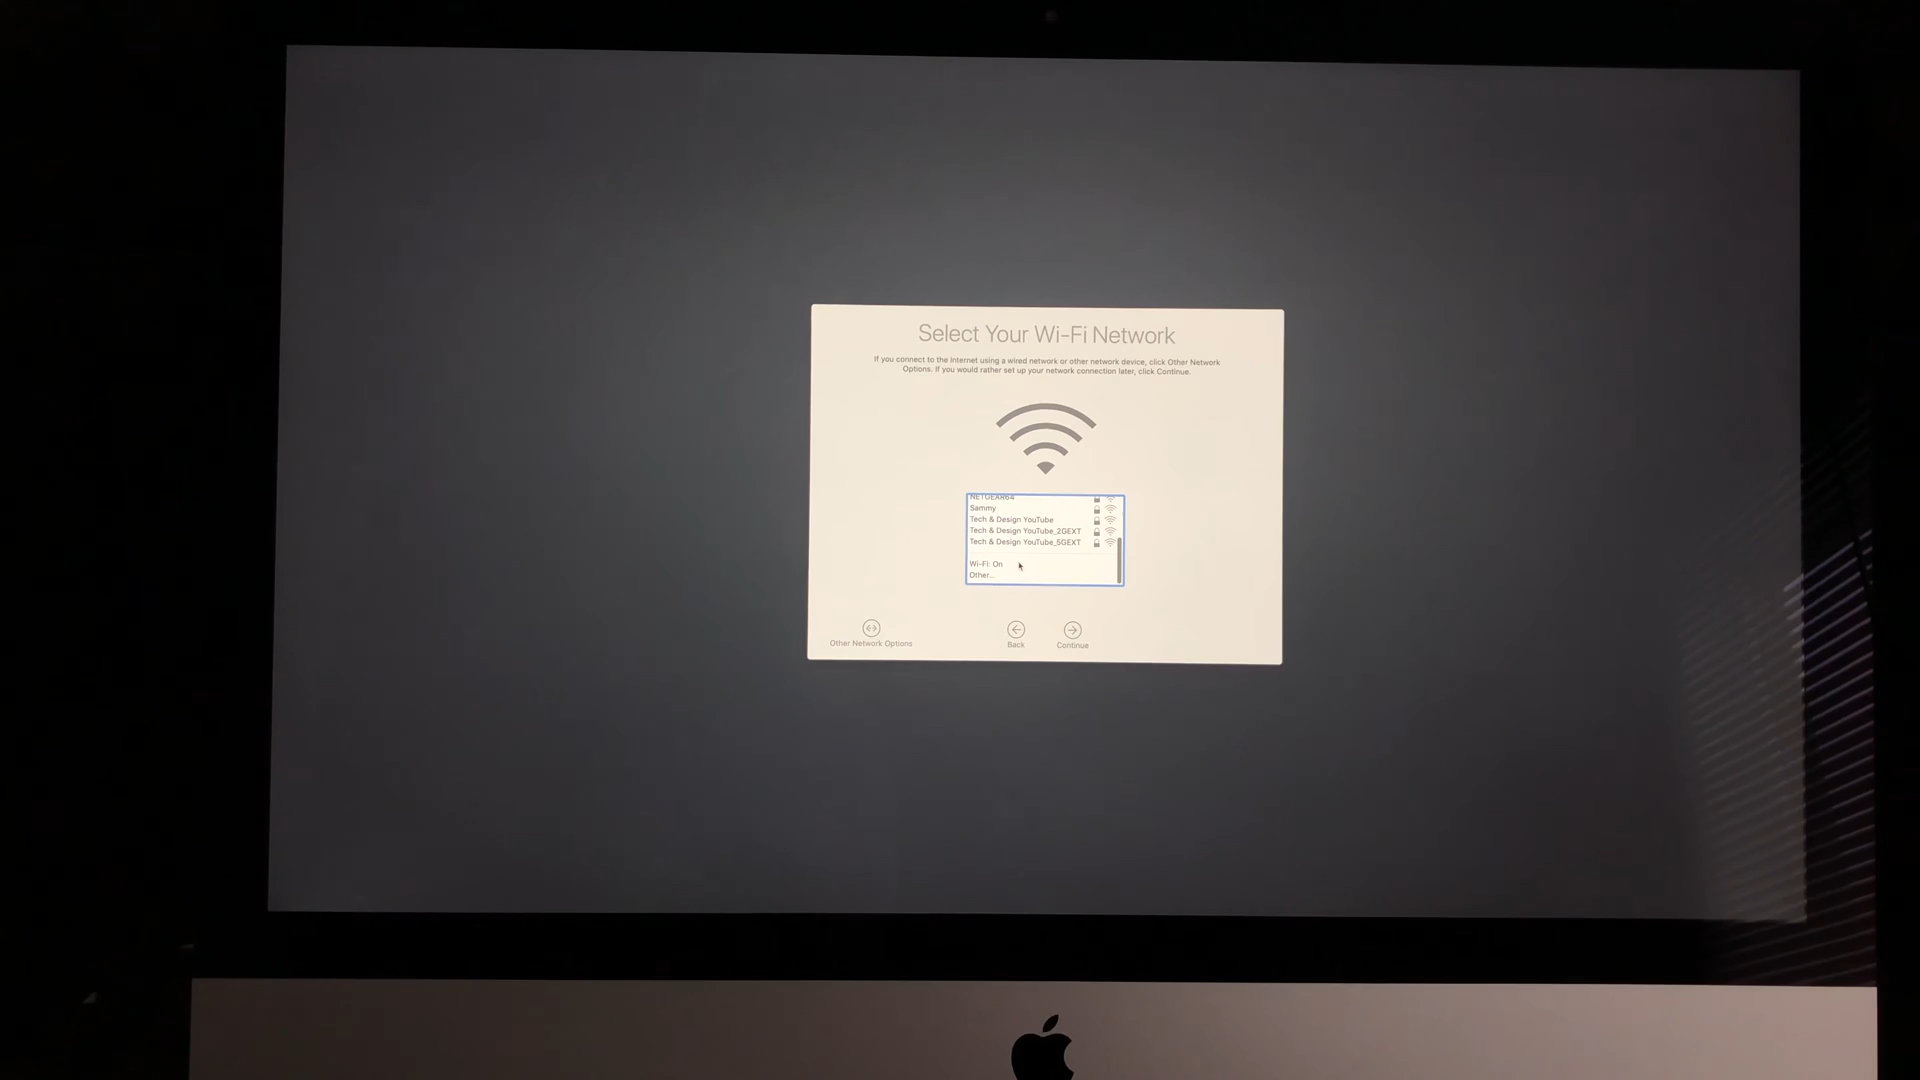 Select Your Wi-Fi Network
If you connect to the Internet using a wired network or other network device, click Other Network
Options. If you would rather set up your network connection later, click Continue.
NETGEAR64
Sammy
Tech & Design YouTube
Tech & Design YouTube_2GEXT
Tech & Design YouTube_5GEXT
Wi-Fi: On
Other...
Other Network Options
Back
Continue